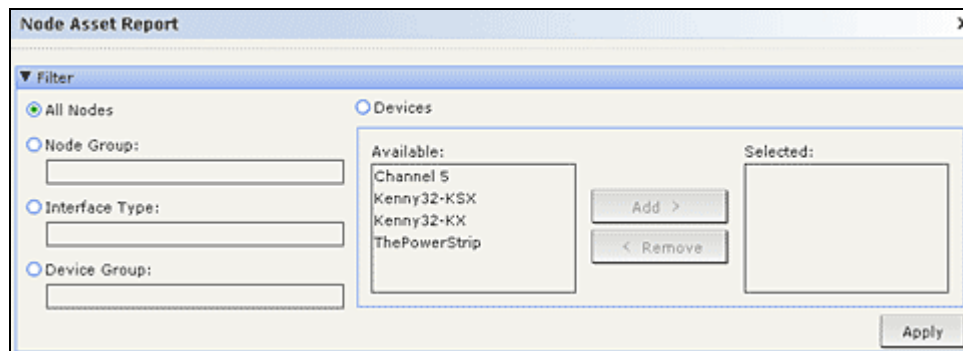 Node Asset Report
Filter
All Nodes
Devices
Node Group:
Interface Type:
Device Group:
Available:
Channel 5
Kenny32-KSX
Kenny32-KX
ThePowerStrip
Add >
< Remove
Selected:
Apply